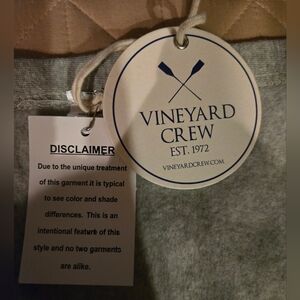 VINEYARD
CREW
EST. 1972
VINEYARDCREW.COM
DISCLAIMER
Due to the unique treatment
of this garment it is typical
to see color and shade
differences. This is an
intentional feature of this
style and no two garments
are alike.